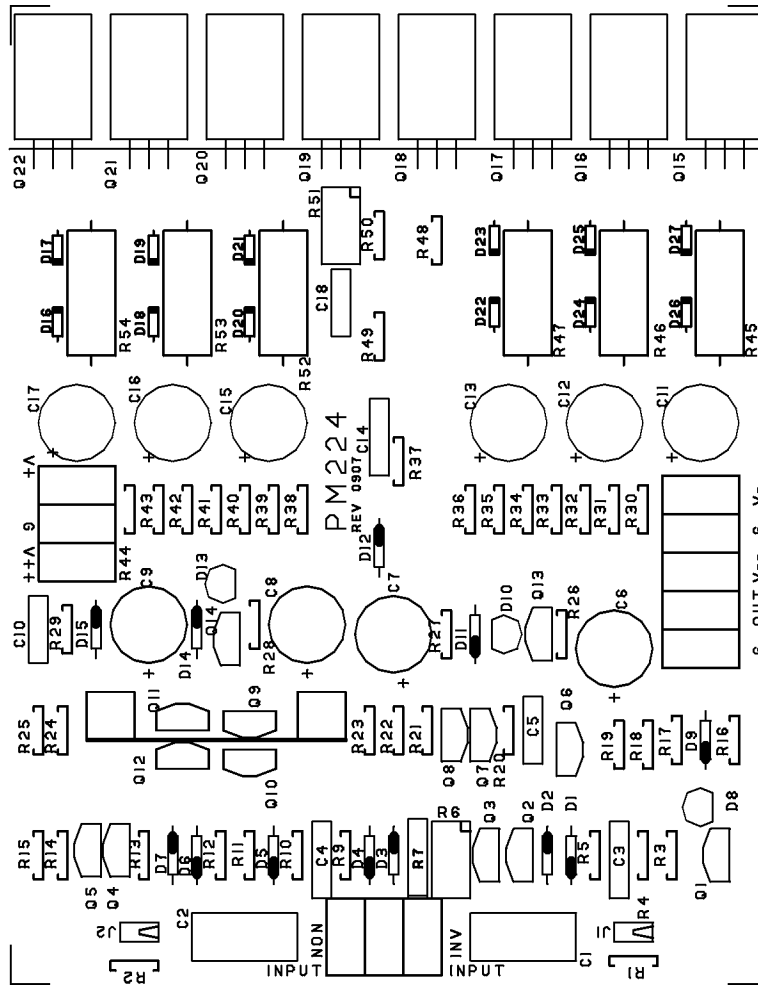 Q22 Q21 Q20 Q19 Q18 Q17 Q16 Q15
R51 R50 R48
D17 D19 D21 D23 D25 D27
C18
D16 D18 D20 D22 D24 D26
R54 R53 R52 R49 R47 R46 R45
C17 C16 C15 C13 C12 C11
C14
R37
PM224
REV 0907
+V G ++V
R44 R43 R42 R41 R40 R39 R38
R36 R35 R34 R33 R32 R31 R30
D12
D13 C9 C8 C7 D10 Q13 R26 C6
C10 R29 D15 D14 Q14 R28 R27 D11
G OUT
Q11 Q9 Q6
R25 R24 R23 R22 R21 C5 R19 R18 R17 D9 R16
Q12 Q10 Q8 Q7 R20
R6 Q3 Q2 D2 D1 D8
R15 R14 R13 D7 D6 R12 R11 D5 R10 C4 R9 D4 D3 R7 R5 C3 R3
Q5 Q4 Q1
J2 C2 J1 R4
INPUT NON
INV INPUT
C1
R2 R1